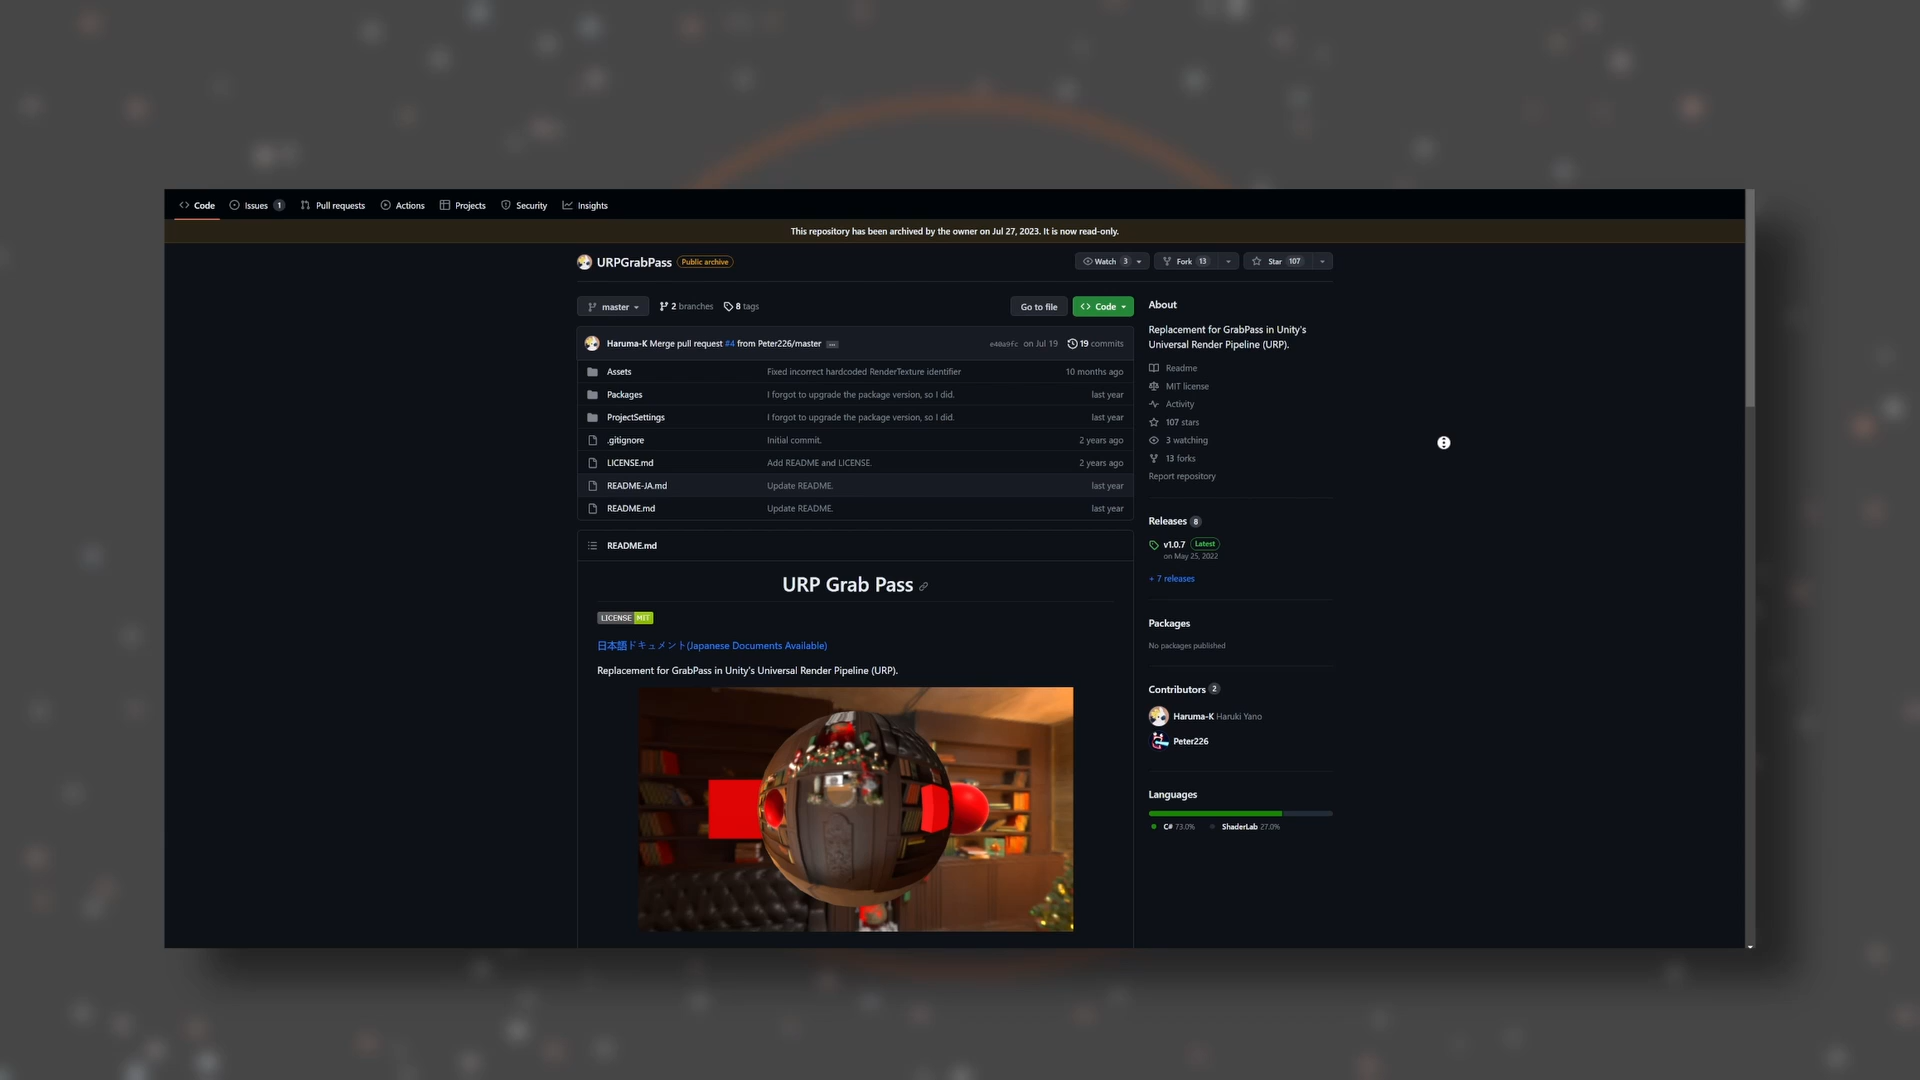 Code Issues 1 Pull requests Actions Projects Security Insights
This repository has been archived by the owner on Jul 27, 2023. It is now read-only.
URPGrabPass Public archive Watch 3 Fork 13 Star 107
master 2 branches 8 tags Go to file Code
Haruma-K Merge pull request #4 from Peter226/master ... e40a9fc on Jul 19 19 commits
Assets Fixed incorrect hardcoded RenderTexture identifier 10 months ago
Packages I forgot to upgrade the package version, so I did. last year
ProjectSettings I forgot to upgrade the package version, so I did. last year
.gitignore Initial commit. 2 years ago
LICENSE.md Add README and LICENSE. 2 years ago
README-JA.md Update README. last year
README.md Update README. last year
README.md
URP Grab Pass
LICENSE MIT
日本語ドキュメント(Japanese Documents Available)
Replacement for GrabPass in Unity's Universal Render Pipeline (URP).
About
Replacement for GrabPass in Unity's
Universal Render Pipeline (URP).
Readme
MIT license
Activity
107 stars
3 watching
13 forks
Report repository
Releases 8
v1.0.7 Latest
on May 25, 2022
+ 7 releases
Packages
No packages published
Contributors 2
Haruma-K Haruki Yano
Peter226
Languages
C# 73.0% ShaderLab 27.0%